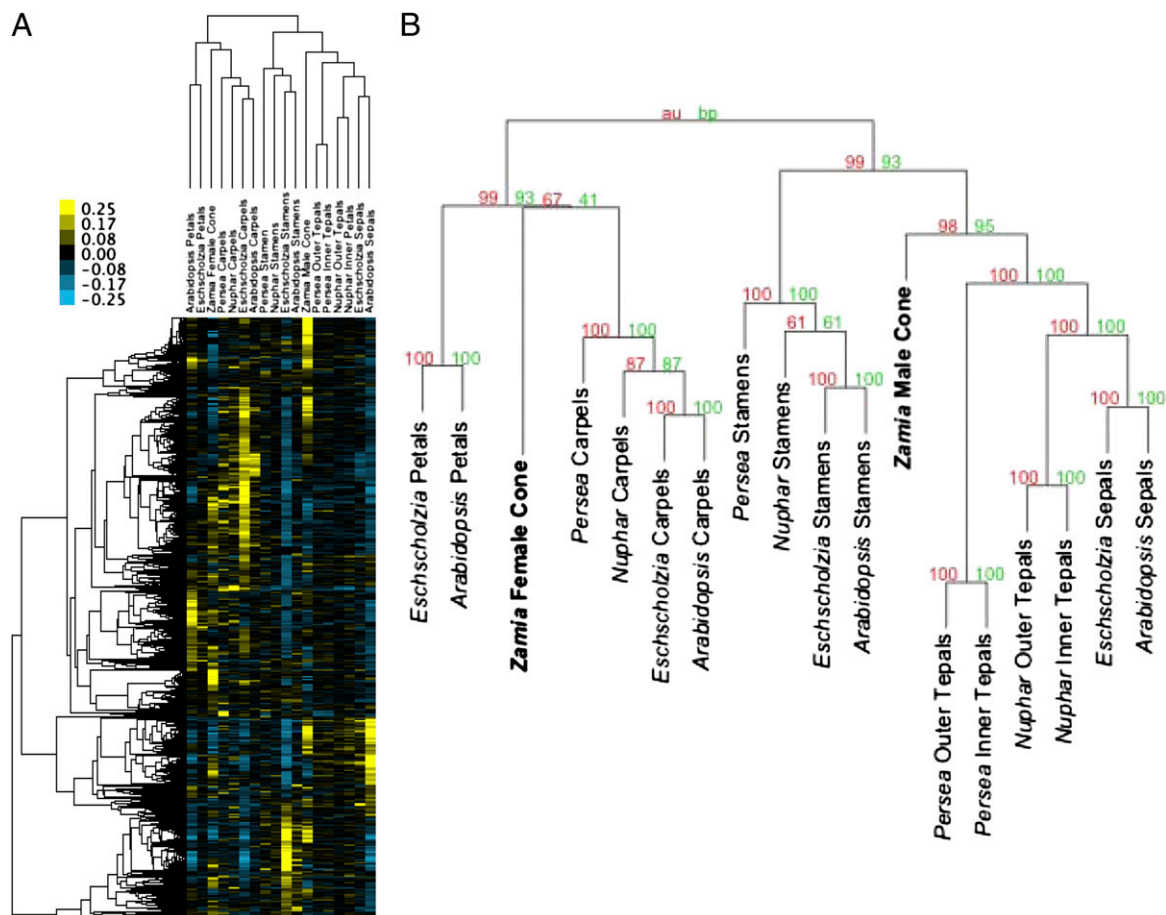 A
B
0.25
0.17
0.08
0.00
-0.08
-0.17
-0.25
Arabidopsis Petals
Eschscholzia Petals
Zamia Female Cone
Persea Carpels
Nuphar Carpels
Eschscholzia Carpels
Arabidopsis Carpels
Persea Stamen
Nuphar Stamens
Eschscholzia Stamens
Arabidopsis Stamens
Zamia Male Cone
Persea Outer Tepals
Persea Inner Tepals
Nuphar Outer Tepals
Nuphar Inner Petals
Eschscholzia Sepals
Arabidopsis Sepals
au bp
99 93
99 93 67 41
98 95
100 100
100 100
61 61
100 100
100 100
87 87
100 100
100 100
100 100
100 100
100 100
100 100
Eschscholzia Petals
Arabidopsis Petals
Zamia Female Cone
Persea Carpels
Nuphar Carpels
Eschscholzia Carpels
Arabidopsis Carpels
Persea Stamens
Nuphar Stamens
Eschscholzia Stamens
Arabidopsis Stamens
Zamia Male Cone
Persea Outer Tepals
Persea Inner Tepals
Nuphar Outer Tepals
Nuphar Inner Tepals
Eschscholzia Sepals
Arabidopsis Sepals